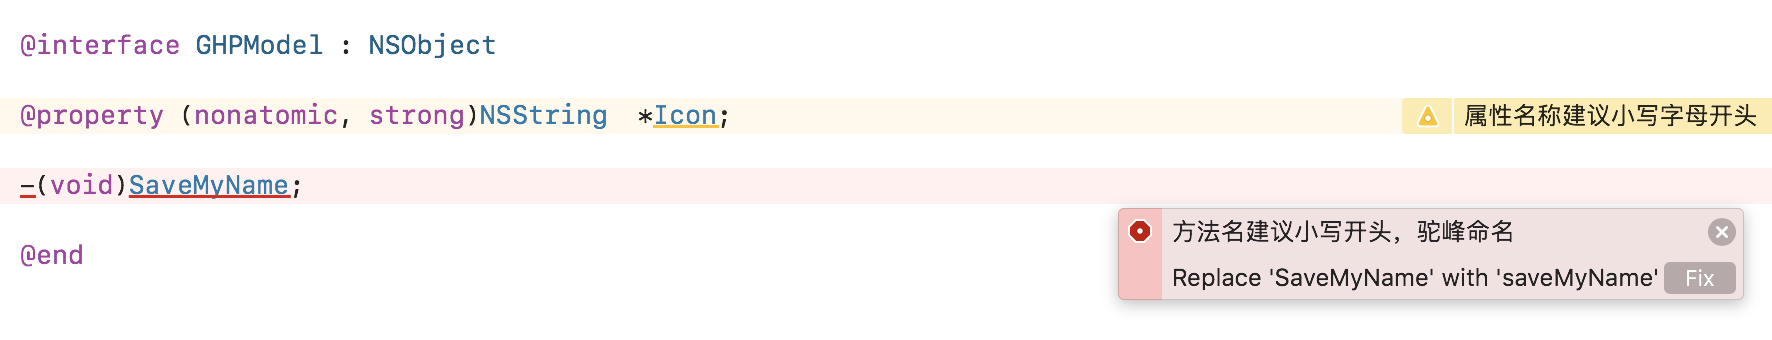 @interface GHPModel : NSObject
@property (nonatomic, strong)NSString  *Icon;
属性名称建议小写字母开头
-(void)SaveMyName;
方法名建议小写开头，驼峰命名
Replace 'SaveMyName' with 'saveMyName' Fix
@end